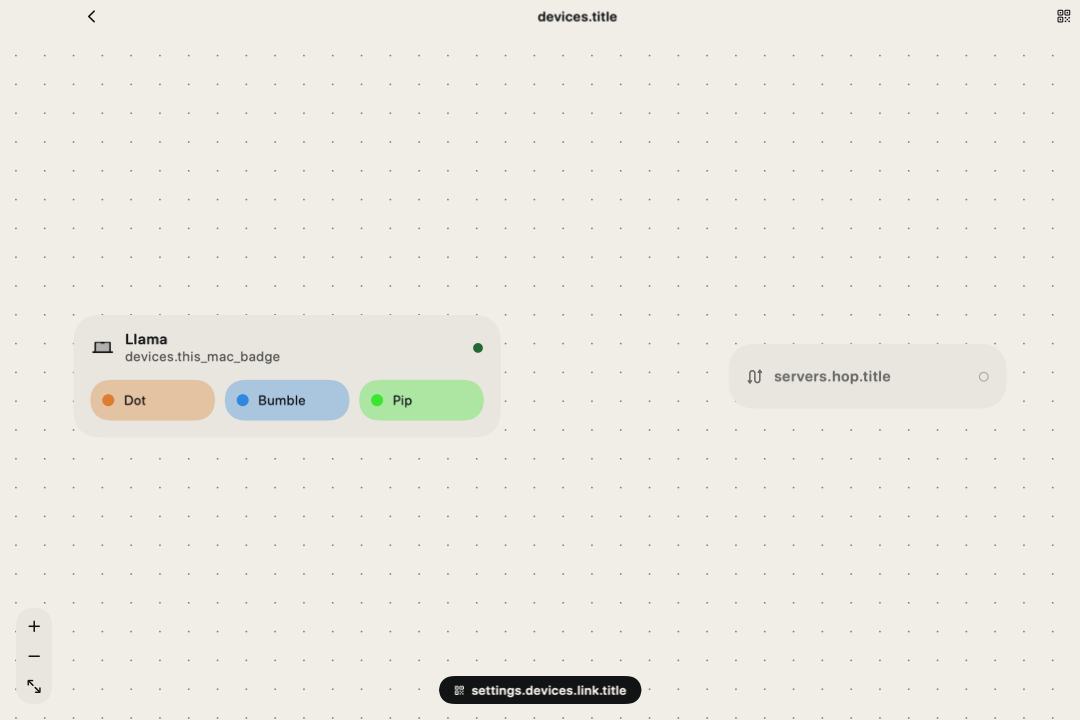 devices.title
Llama
devices.this_mac_badge
Dot
Bumble
Pip
servers.hop.title
settings.devices.link.title